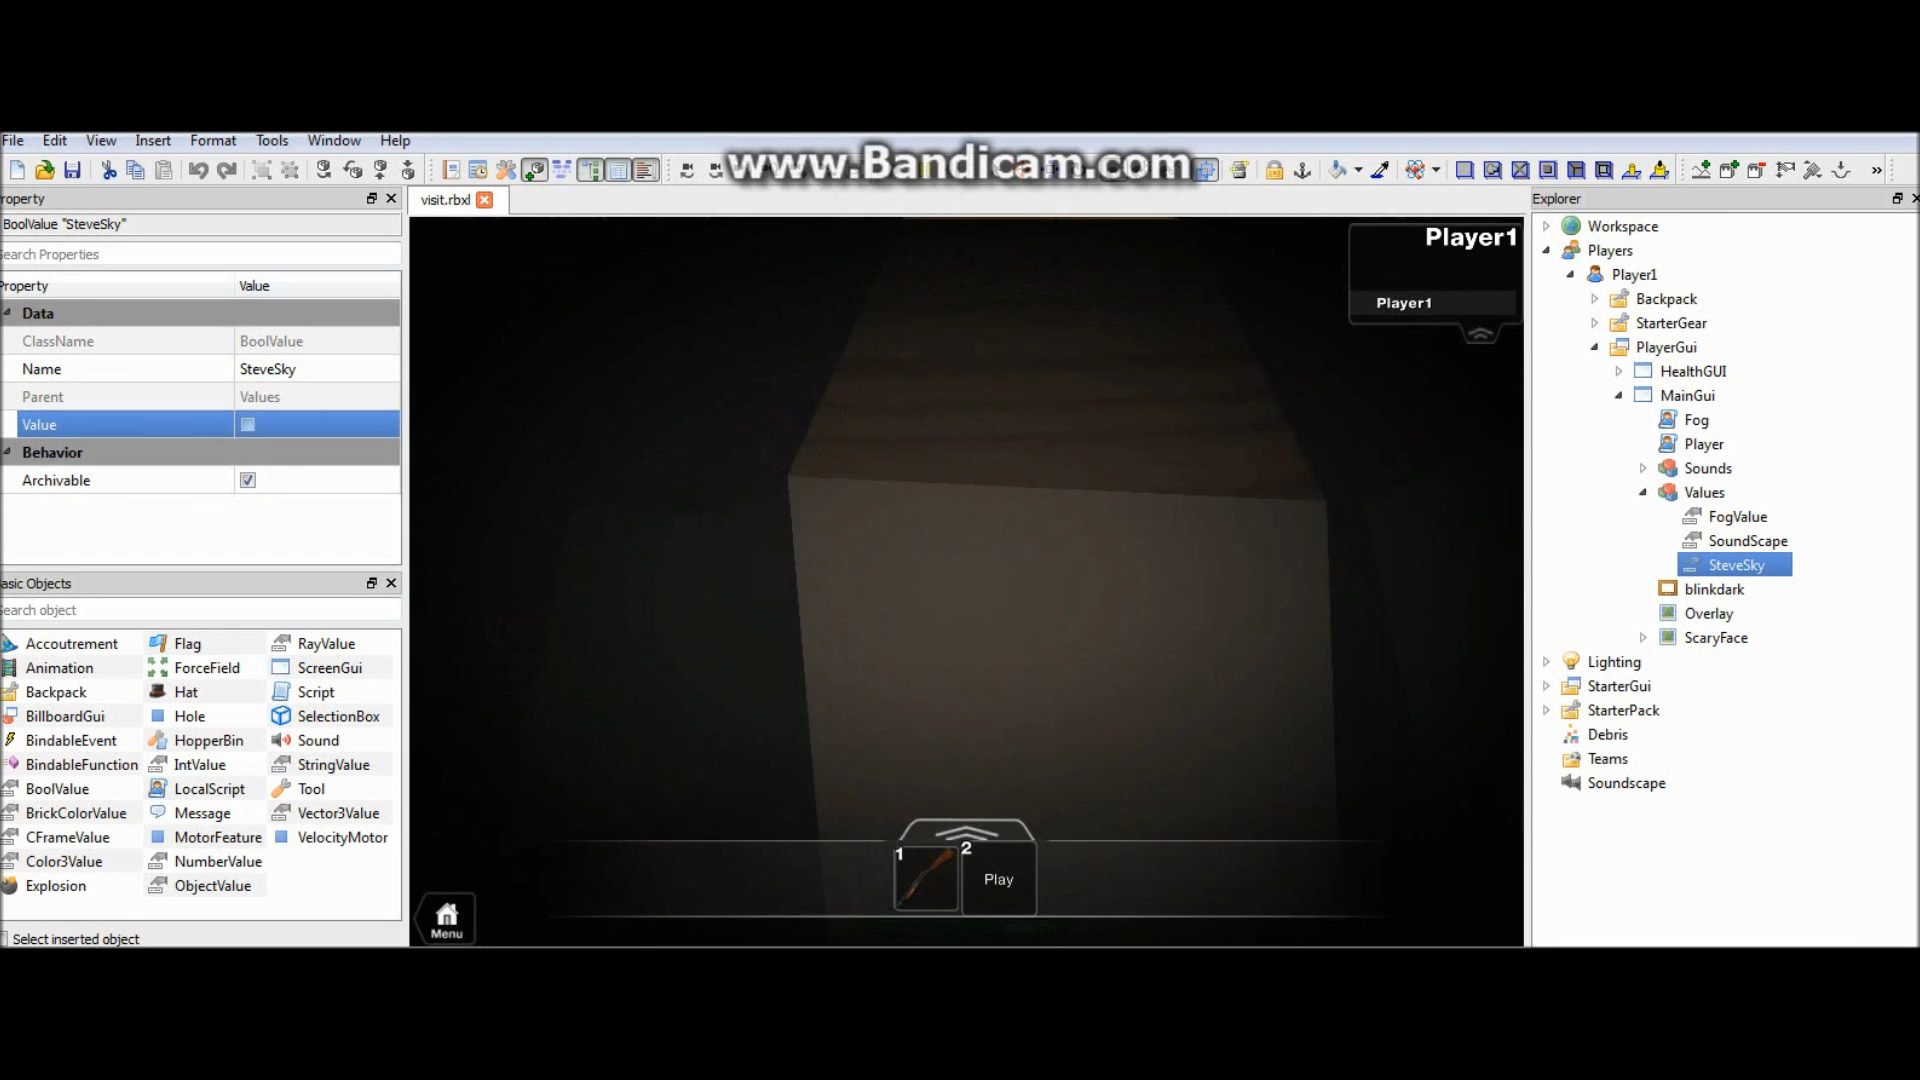 www.Bandicam.com
File Edit View Insert Format Tools Window Help
roperty
visit.rbxl
Explorer
BoolValue "SteveSky"
earch Properties
roperty Value
Data
ClassName BoolValue
Name SteveSky
Parent Values
Value
Behavior
Archivable
asic Objects
earch object
Accoutrement Flag RayValue
Animation ForceField ScreenGui
Backpack Hat Script
BillboardGui Hole SelectionBox
BindableEvent HopperBin Sound
BindableFunction IntValue StringValue
BoolValue LocalScript Tool
BrickColorValue Message Vector3Value
CFrameValue MotorFeature VelocityMotor
Color3Value NumberValue
Explosion ObjectValue
Select inserted object
Player1
Player1
1
2
Play
Menu
Workspace
Players
Player1
Backpack
StarterGear
PlayerGui
HealthGUI
MainGui
Fog
Player
Sounds
Values
FogValue
SoundScape
SteveSky
blinkdark
Overlay
ScaryFace
Lighting
StarterGui
StarterPack
Debris
Teams
Soundscape